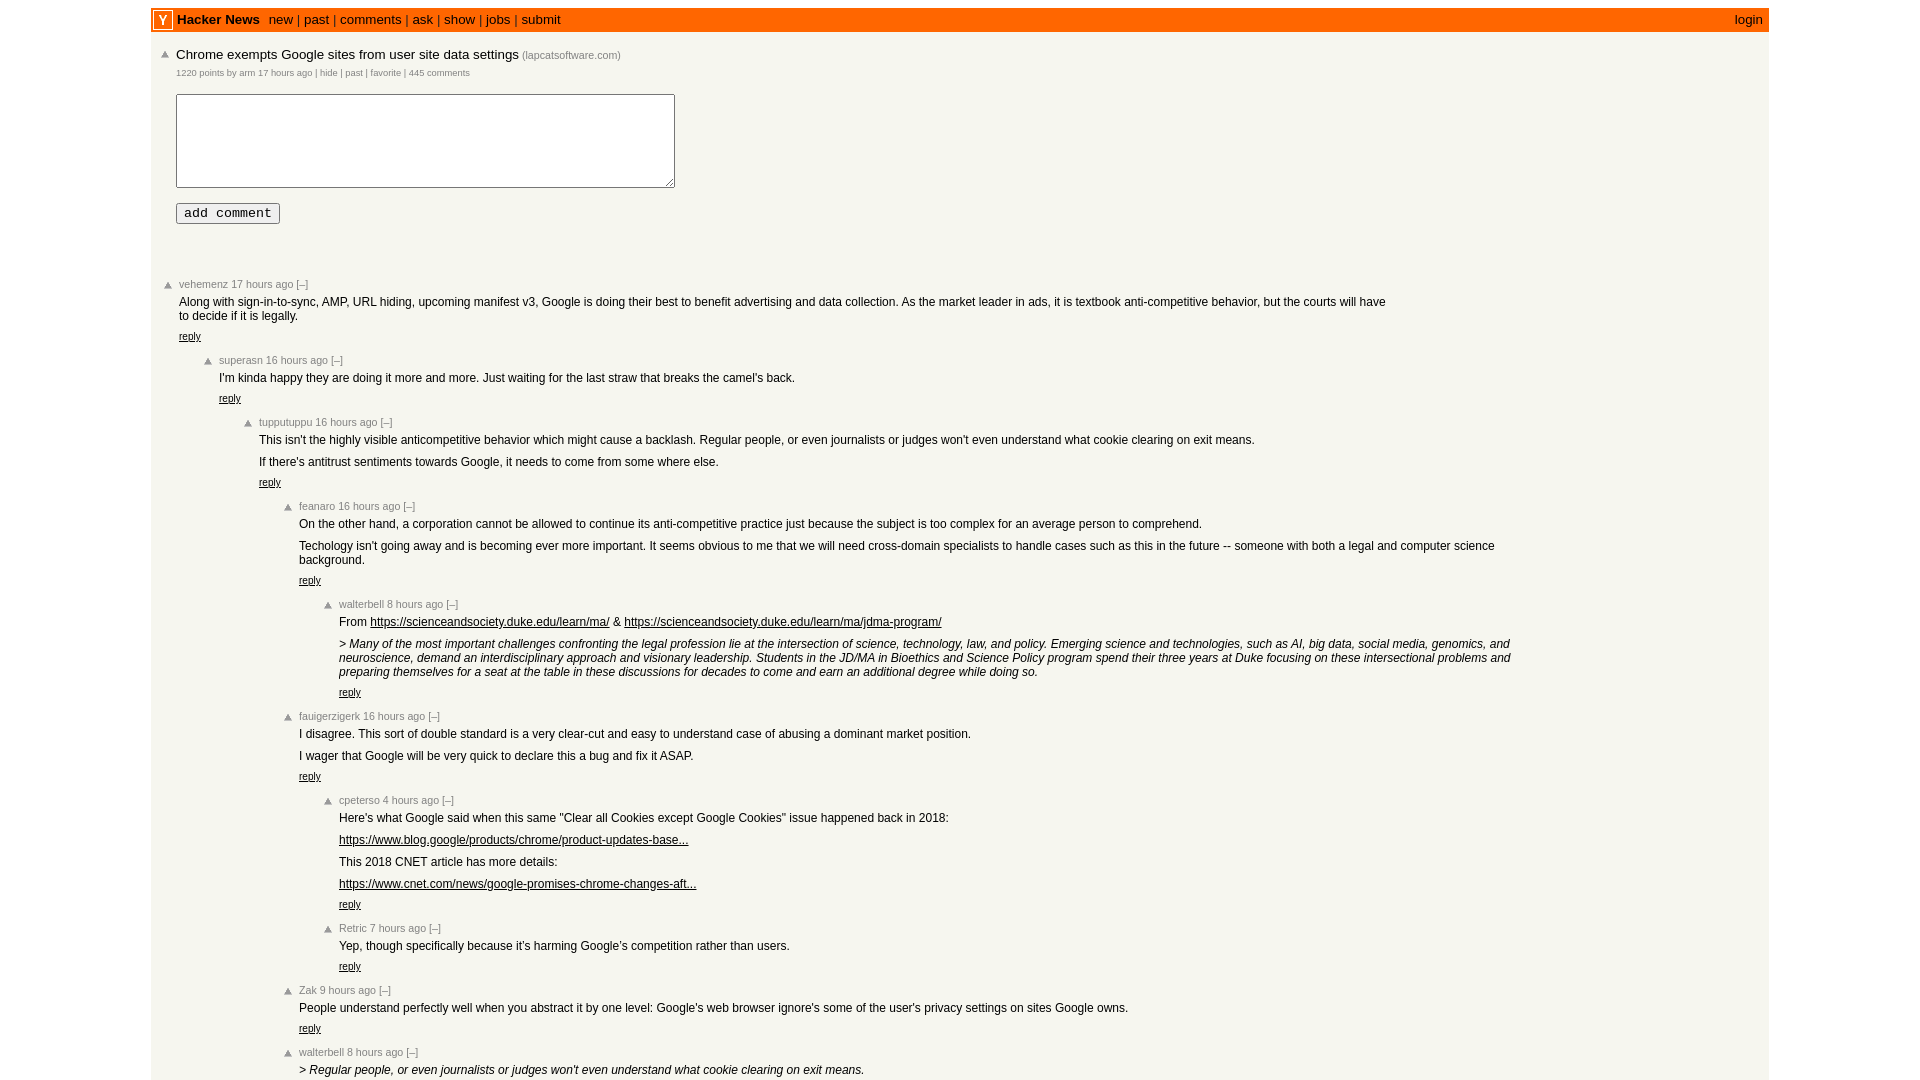 Y Hacker News new | past | comments | ask | show | jobs | submit login
Chrome exempts Google sites from user site data settings (lapcatsoftware.com)
1220 points by arm 17 hours ago | hide | past | favorite | 445 comments
add comment
vehemenz 17 hours ago [–]
Along with sign-in-to-sync, AMP, URL hiding, upcoming manifest v3, Google is doing their best to benefit advertising and data collection. As the market leader in ads, it is textbook anti-competitive behavior, but the courts will have
to decide if it is legally.
reply
superasn 16 hours ago [–]
I'm kinda happy they are doing it more and more. Just waiting for the last straw that breaks the camel's back.
reply
tupputuppu 16 hours ago [–]
This isn't the highly visible anticompetitive behavior which might cause a backlash. Regular people, or even journalists or judges won't even understand what cookie clearing on exit means.
If there's antitrust sentiments towards Google, it needs to come from some where else.
reply
feanaro 16 hours ago [–]
On the other hand, a corporation cannot be allowed to continue its anti-competitive practice just because the subject is too complex for an average person to comprehend.
Techology isn't going away and is becoming ever more important. It seems obvious to me that we will need cross-domain specialists to handle cases such as this in the future -- someone with both a legal and computer science
background.
reply
walterbell 8 hours ago [–]
From https://scienceandsociety.duke.edu/learn/ma/ & https://scienceandsociety.duke.edu/learn/ma/jdma-program/
> Many of the most important challenges confronting the legal profession lie at the intersection of science, technology, law, and policy. Emerging science and technologies, such as AI, big data, social media, genomics, and
neuroscience, demand an interdisciplinary approach and visionary leadership. Students in the JD/MA in Bioethics and Science Policy program spend their three years at Duke focusing on these intersectional problems and
preparing themselves for a seat at the table in these discussions for decades to come and earn an additional degree while doing so.
reply
fauigerzigerk 16 hours ago [–]
I disagree. This sort of double standard is a very clear-cut and easy to understand case of abusing a dominant market position.
I wager that Google will be very quick to declare this a bug and fix it ASAP.
reply
cpeterso 4 hours ago [–]
Here's what Google said when this same "Clear all Cookies except Google Cookies" issue happened back in 2018:
https://www.blog.google/products/chrome/product-updates-base...
This 2018 CNET article has more details:
https://www.cnet.com/news/google-promises-chrome-changes-aft...
reply
Retric 7 hours ago [–]
Yep, though specifically because it’s harming Google’s competition rather than users.
reply
Zak 9 hours ago [–]
People understand perfectly well when you abstract it by one level: Google's web browser ignore's some of the user's privacy settings on sites Google owns.
reply
walterbell 8 hours ago [–]
> Regular people, or even journalists or judges won't even understand what cookie clearing on exit means.